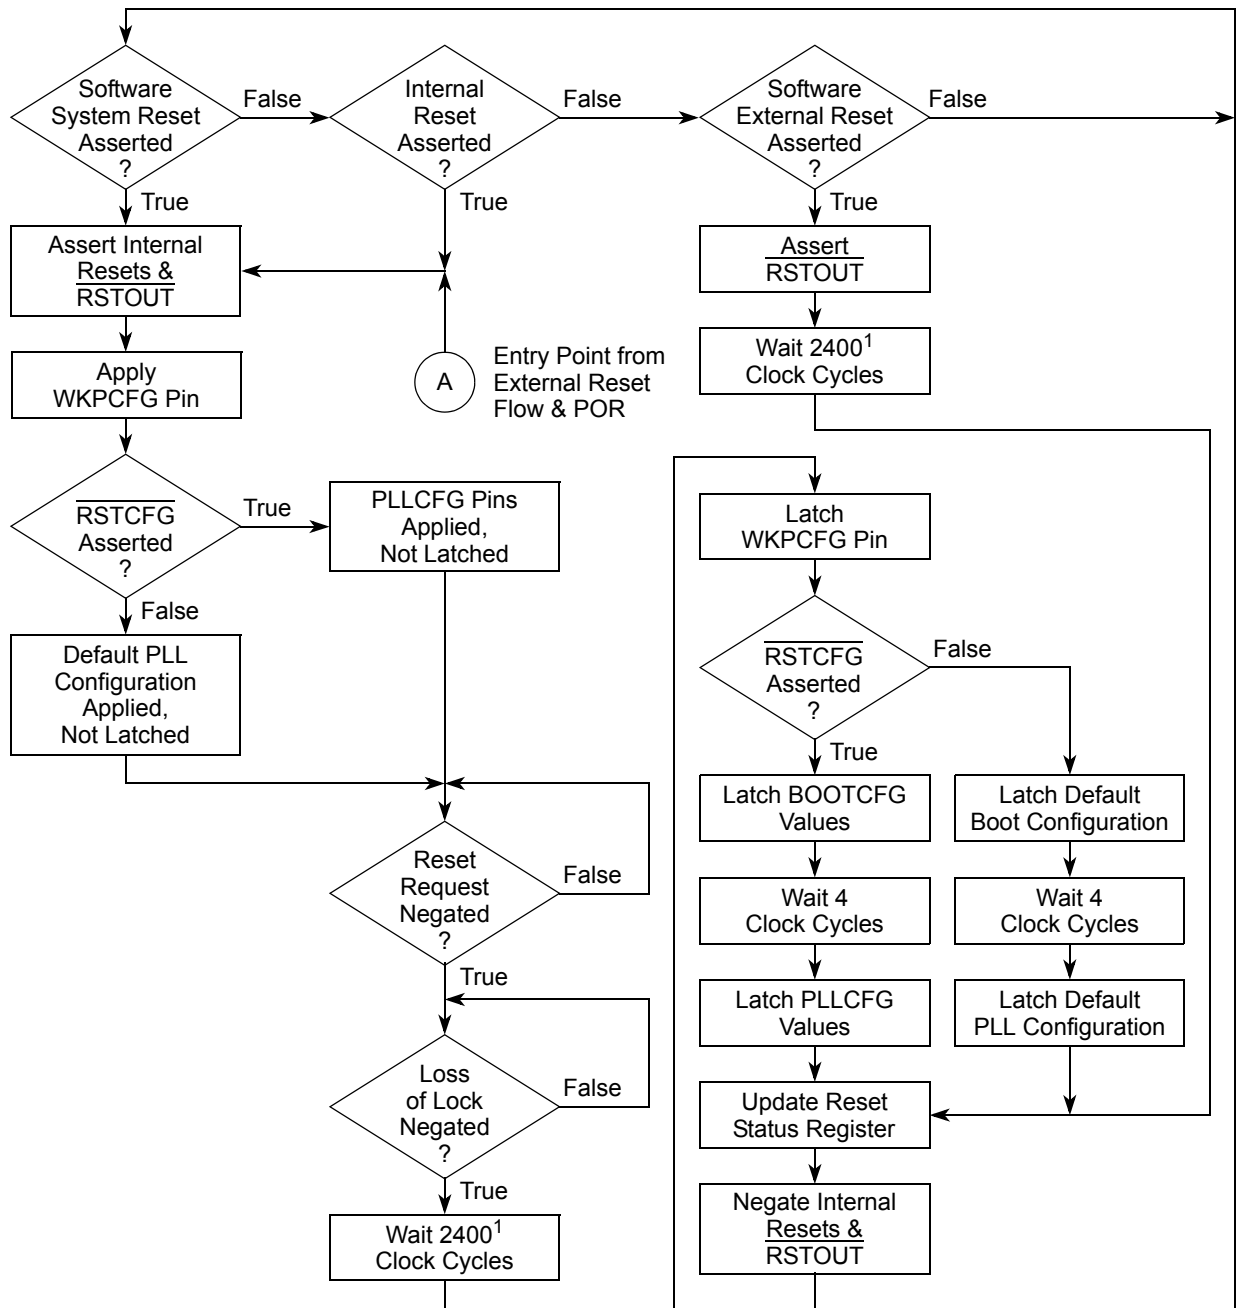 Software
System Reset
Asserted
?
False
True
Internal
Reset
Asserted
?
False
True
Software
External Reset
Asserted
?
False
True
Assert Internal
Resets &
RSTOUT
Assert
RSTOUT
Apply
WKPCFG Pin
A
Entry Point from
External Reset
Flow & POR
Wait 2400¹
Clock Cycles
RSTCFG
Asserted
?
True
False
PLLCFG Pins
Applied,
Not Latched
Default PLL
Configuration
Applied,
Not Latched
Reset
Request
Negated
?
False
True
Loss
of Lock
Negated
?
False
True
Wait 2400¹
Clock Cycles
Latch
WKPCFG Pin
RSTCFG
Asserted
?
False
True
Latch BOOTCFG
Values
Wait 4
Clock Cycles
Latch PLLCFG
Values
Latch Default
Boot Configuration
Wait 4
Clock Cycles
Latch Default
PLL Configuration
Update Reset
Status Register
Negate Internal
Resets &
RSTOUT